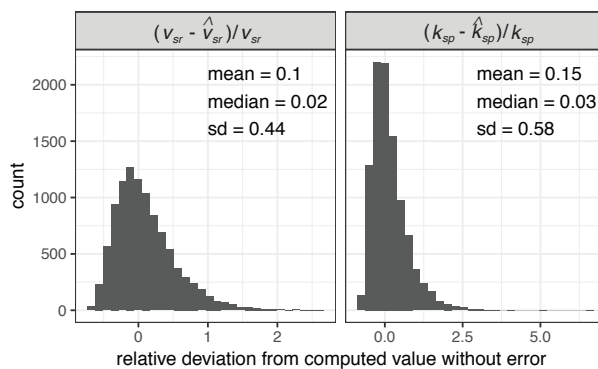 (v_sr - v̂_sr)/v_sr
(k_sp - k̂_sp)/k_sp
mean = 0.1
median = 0.02
sd = 0.44
mean = 0.15
median = 0.03
sd = 0.58
count
2000
1500
1000
500
0
0 1 2
0.0 2.5 5.0
relative deviation from computed value without error